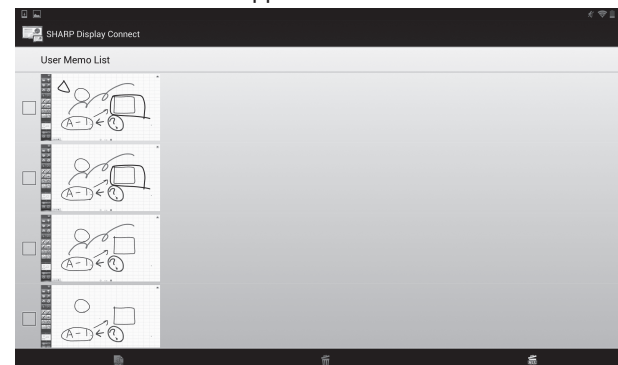 SHARP Display Connect
User Memo List
A-1 ← ?
A-1 ← ?
A-1 ← ?
A-1 ← ?